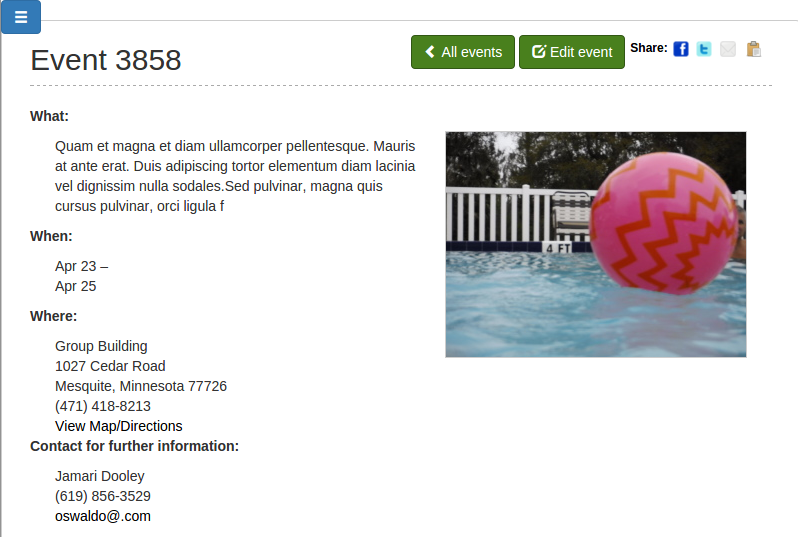 Event 3858
All events
Edit event
Share:
What:
Quam et magna et diam ullamcorper pellentesque. Mauris
at ante erat. Duis adipiscing tortor elementum diam lacinia
vel dignissim nulla sodales.Sed pulvinar, magna quis
cursus pulvinar, orci ligula f
4 FT
When:
Apr 23 –
Apr 25
Where:
Group Building
1027 Cedar Road
Mesquite, Minnesota 77726
(471) 418-8213
View Map/Directions
Contact for further information:
Jamari Dooley
(619) 856-3529
oswaldo@.com